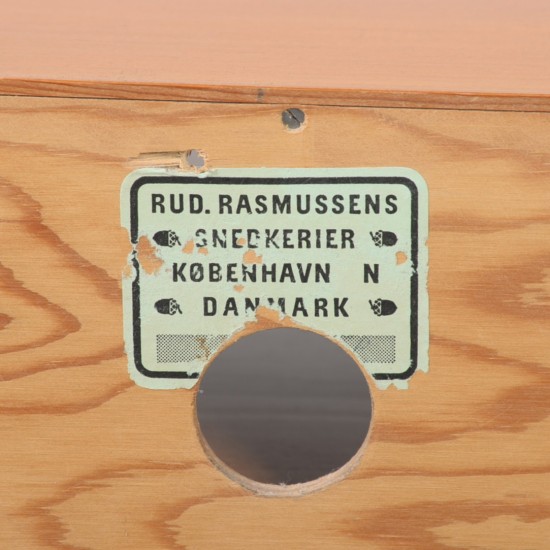 RUD. RASMUSSENS
SNEDKERIER
KØBENHAVN N
DANMARK